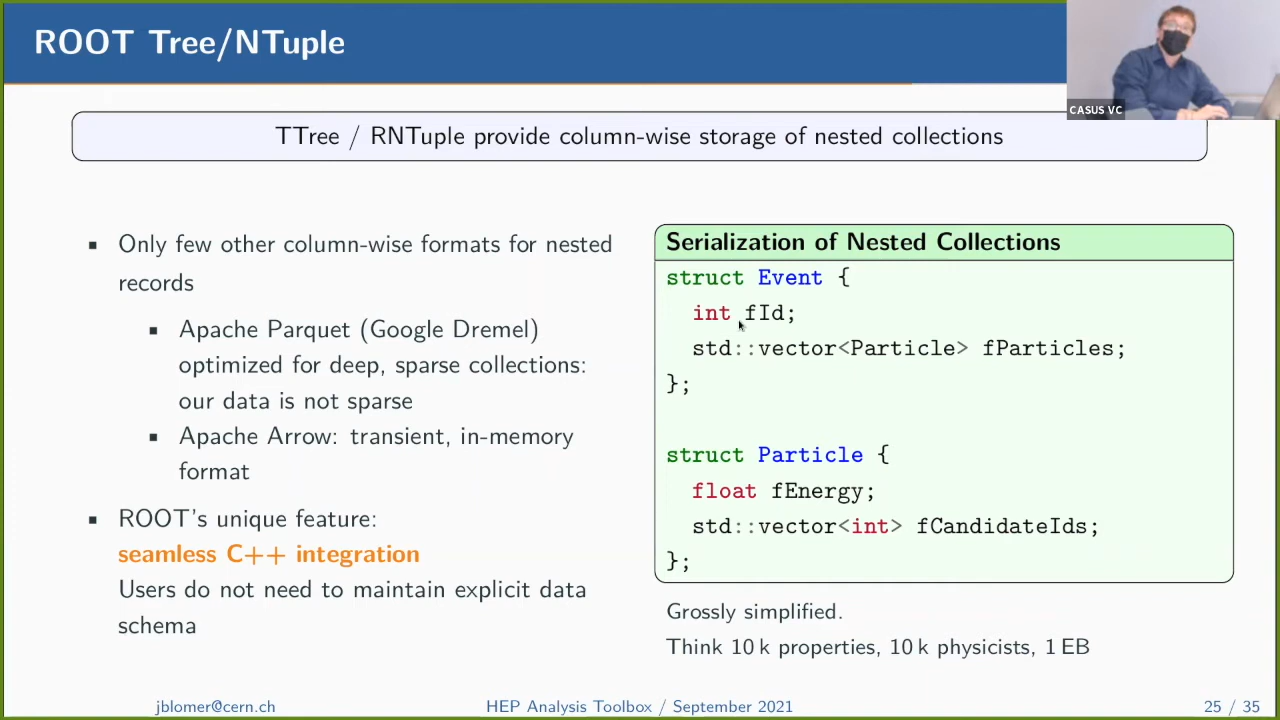 ROOT Tree/NTuple
CASUS VC
TTree / RNTuple provide column-wise storage of nested collections
▪ Only few other column-wise formats for nested
records
▪ Apache Parquet (Google Dremel)
optimized for deep, sparse collections:
our data is not sparse
▪ Apache Arrow: transient, in-memory
format
▪ ROOT's unique feature:
seamless C++ integration
Users do not need to maintain explicit data
schema
Serialization of Nested Collections
struct Event {
int fId;
std::vector<Particle> fParticles;
};
struct Particle {
float fEnergy;
std::vector<int> fCandidateIds;
};
Grossly simplified.
Think 10 k properties, 10 k physicists, 1 EB
jblomer@cern.ch
HEP Analysis Toolbox / September 2021
25 / 35